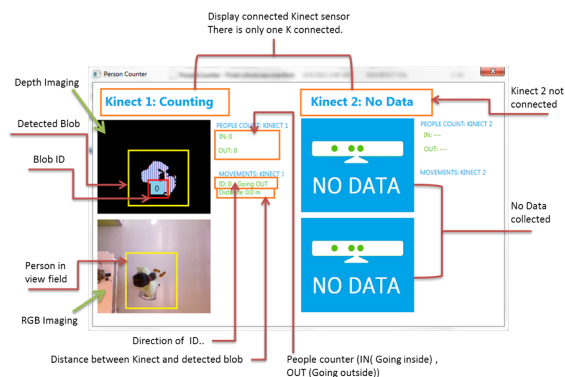 Display connected Kinect sensor
There is only one K connected.
Person Counter
Depth Imaging
Kinect 1: Counting
Kinect 2: No Data
Kinect 2 not
connected
Detected Blob
PEOPLE COUNT: KINECT 1
IN: 0
OUT: 0
PEOPLE COUNT: KINECT 2
IN: ---
OUT: ---
Blob ID
MOVEMENTS: KINECT 1
ID: 0 : Going OUT
Distance: 0.0 m
MOVEMENTS: KINECT 2
0
NO DATA
No Data
collected
Person in
view field
NO DATA
RGB Imaging
Direction of ID..
Distance between Kinect and detected blob
People counter (IN( Going inside) ,
OUT (Going outside))